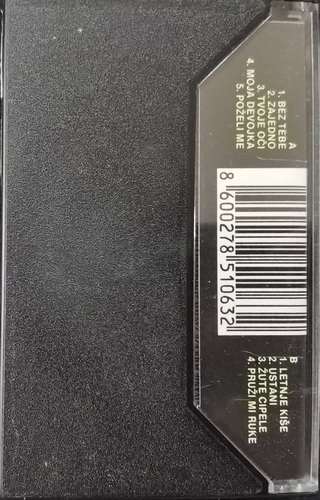 A
1. BEZ TEBE
2. ZAJEDNO
3. TVOJE OČI
4. MOJA DEVOJKA
5. POŽELI ME
8 600278 510632
B
1. LETNJE KIŠE
2. USTANI
3. ŽUTE CIPELE
4. PRUŽI MI RUKE